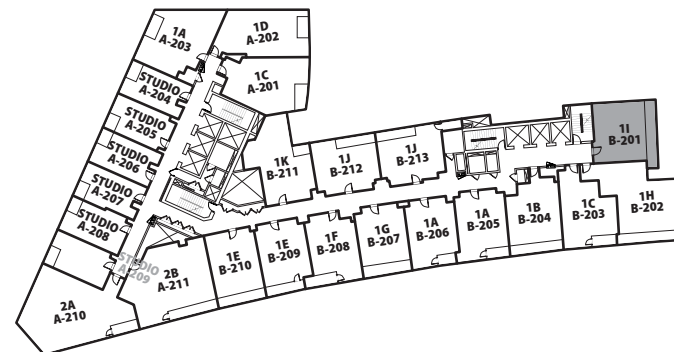 1A
A-203
1D
A-202
1C
A-201
STUDIO
A-204
STUDIO
A-205
STUDIO
A-206
STUDIO
A-207
STUDIO
A-208
STUDIO
A-209
2A
A-210
2B
A-211
1K
B-211
1J
B-212
1J
B-213
1I
B-201
1H
B-202
1C
B-203
1B
B-204
1A
B-205
1A
B-206
1G
B-207
1F
B-208
1E
B-209
1E
B-210